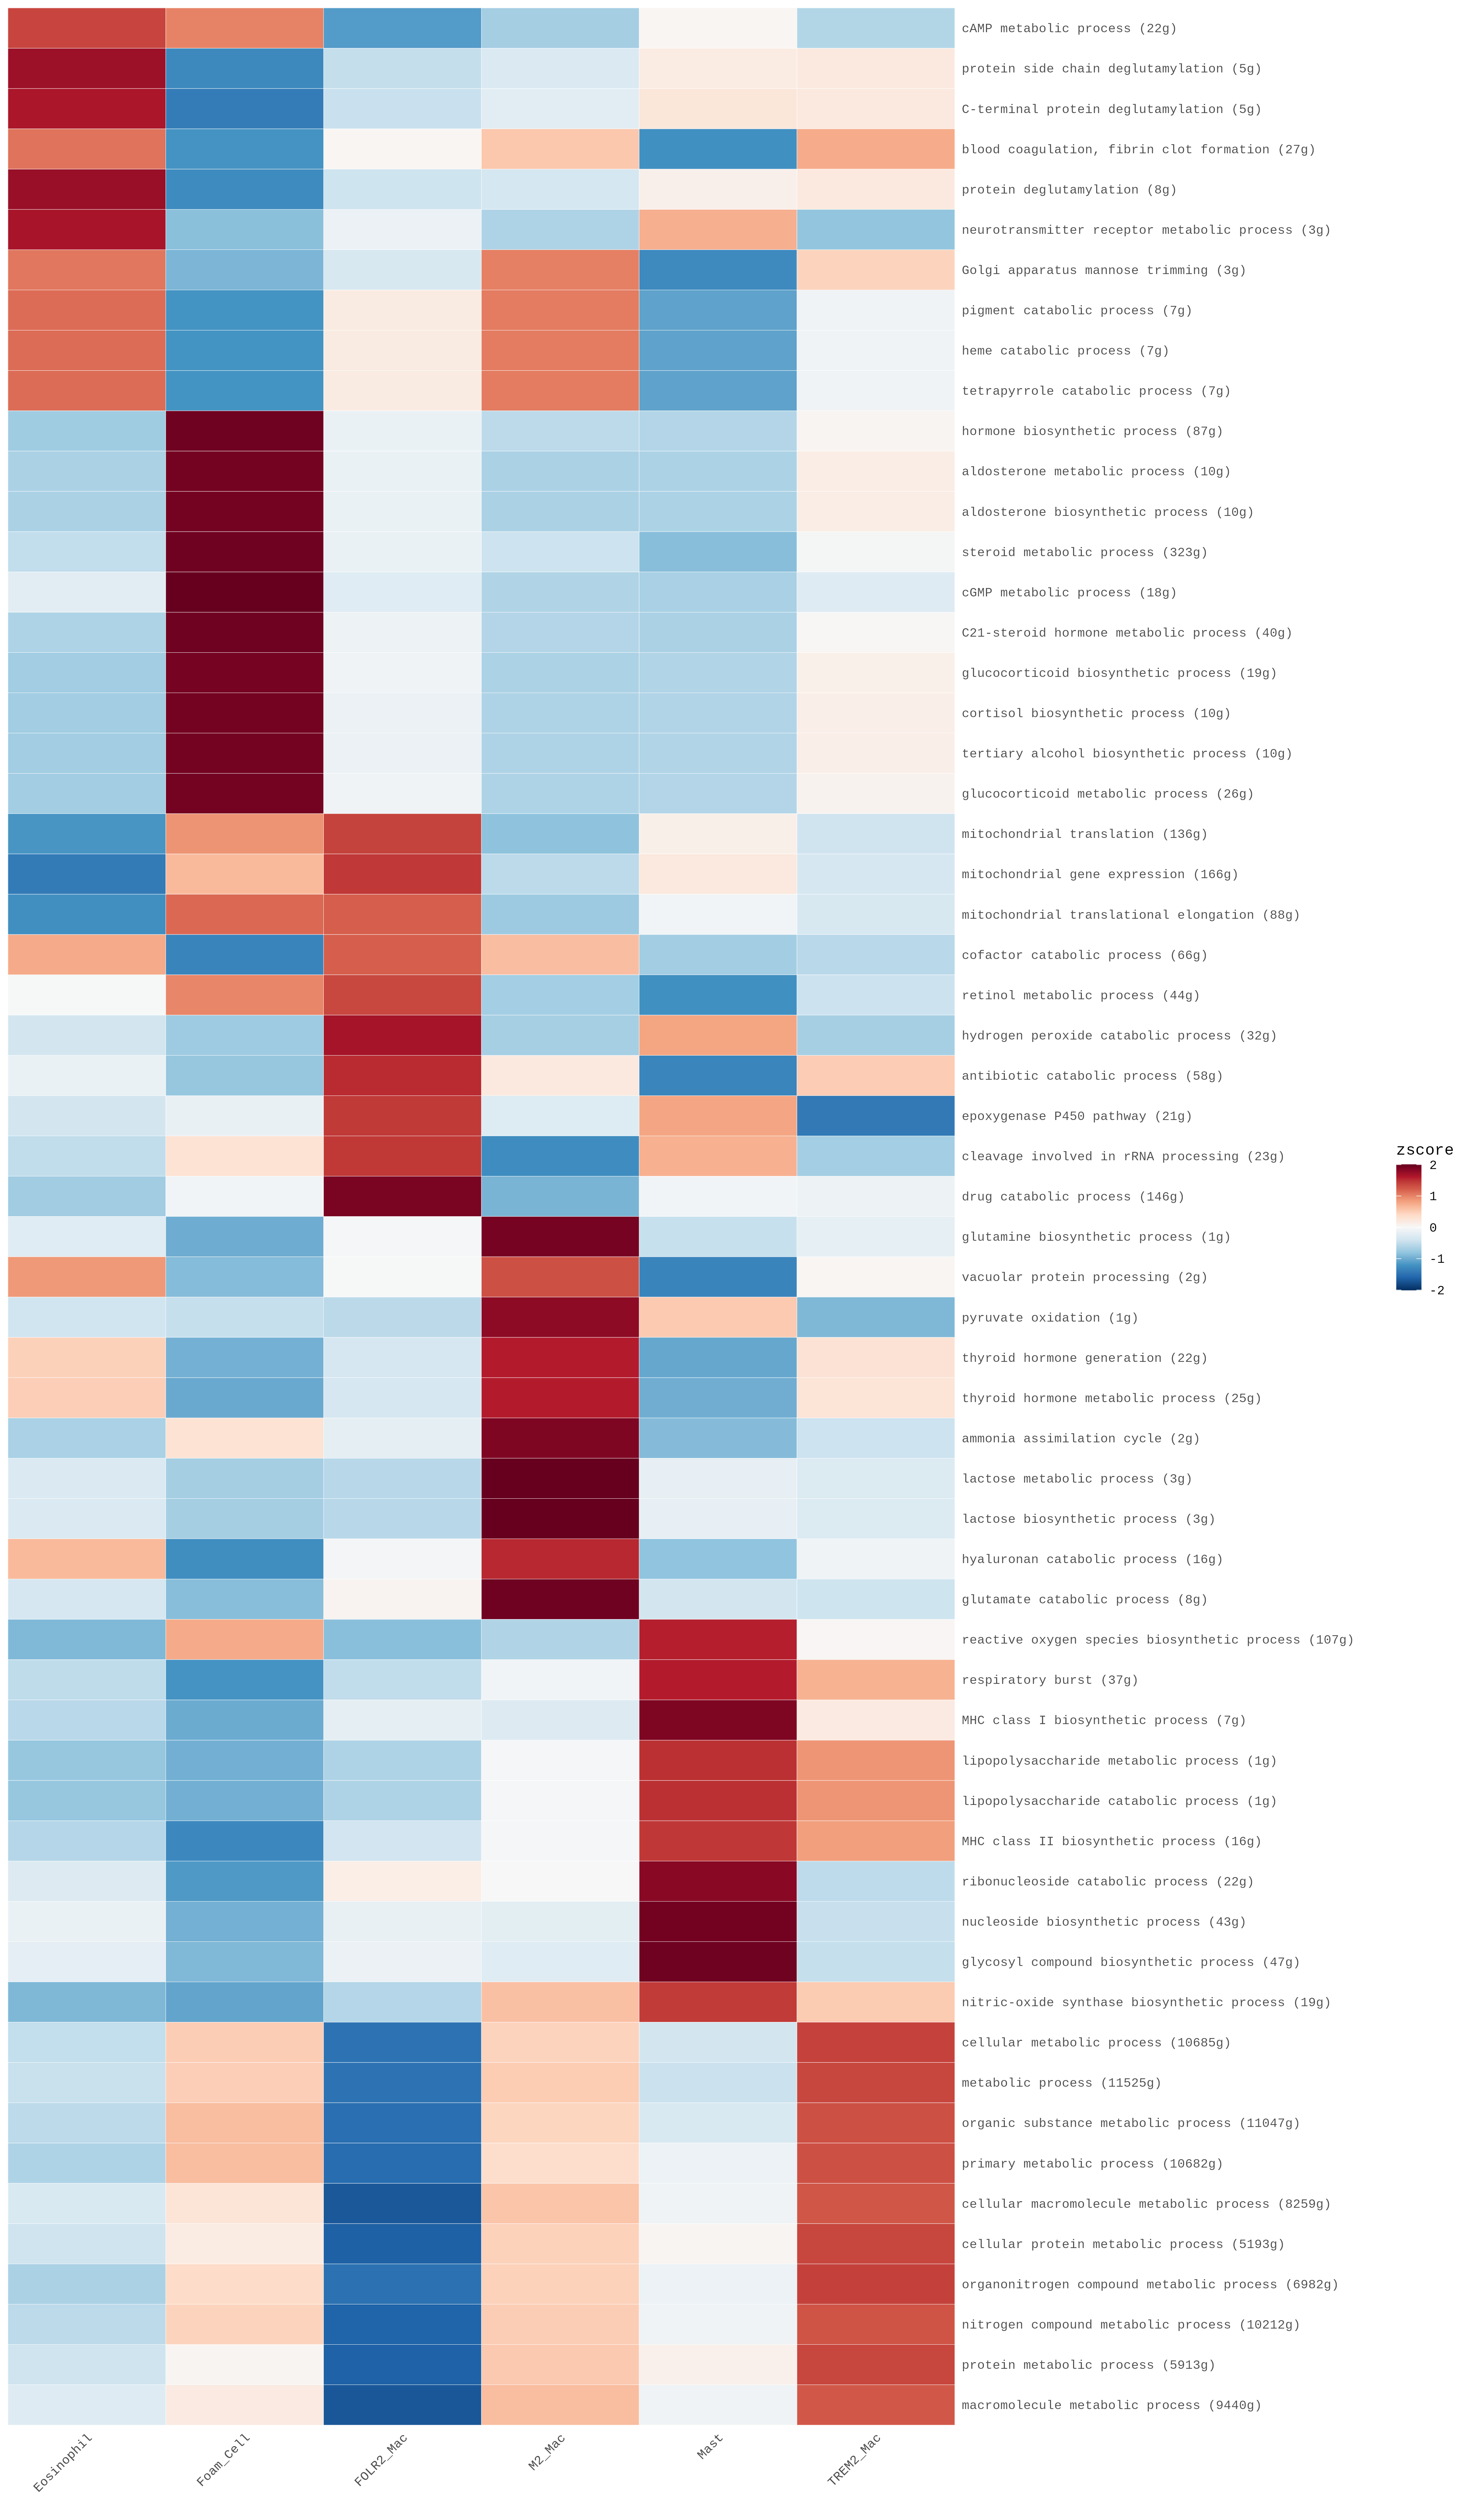 cAMP metabolic process (22g)
protein side chain deglutamylation (5g)
C-terminal protein deglutamylation (5g)
blood coagulation, fibrin clot formation (27g)
protein deglutamylation (8g)
neurotransmitter receptor metabolic process (3g)
Golgi apparatus mannose trimming (3g)
pigment catabolic process (7g)
heme catabolic process (7g)
tetrapyrrole catabolic process (7g)
hormone biosynthetic process (87g)
aldosterone metabolic process (10g)
aldosterone biosynthetic process (10g)
steroid metabolic process (323g)
cGMP metabolic process (18g)
C21-steroid hormone metabolic process (40g)
glucocorticoid biosynthetic process (19g)
cortisol biosynthetic process (10g)
tertiary alcohol biosynthetic process (10g)
glucocorticoid metabolic process (26g)
mitochondrial translation (136g)
mitochondrial gene expression (166g)
mitochondrial translational elongation (88g)
cofactor catabolic process (66g)
retinol metabolic process (44g)
hydrogen peroxide catabolic process (32g)
antibiotic catabolic process (58g)
epoxygenase P450 pathway (21g)
cleavage involved in rRNA processing (23g)
drug catabolic process (146g)
glutamine biosynthetic process (1g)
vacuolar protein processing (2g)
pyruvate oxidation (1g)
thyroid hormone generation (22g)
thyroid hormone metabolic process (25g)
ammonia assimilation cycle (2g)
lactose metabolic process (3g)
lactose biosynthetic process (3g)
hyaluronan catabolic process (16g)
glutamate catabolic process (8g)
reactive oxygen species biosynthetic process (107g)
respiratory burst (37g)
MHC class I biosynthetic process (7g)
lipopolysaccharide metabolic process (1g)
lipopolysaccharide catabolic process (1g)
MHC class II biosynthetic process (16g)
ribonucleoside catabolic process (22g)
nucleoside biosynthetic process (43g)
glycosyl compound biosynthetic process (47g)
nitric-oxide synthase biosynthetic process (19g)
cellular metabolic process (10685g)
metabolic process (11525g)
organic substance metabolic process (11047g)
primary metabolic process (10682g)
cellular macromolecule metabolic process (8259g)
cellular protein metabolic process (5193g)
organonitrogen compound metabolic process (6982g)
nitrogen compound metabolic process (10212g)
protein metabolic process (5913g)
macromolecule metabolic process (9440g)
Eosinophil
Foam_Cell
FOLR2_Mac
M2_Mac
Mast
TREM2_Mac
zscore
2
1
0
-1
-2